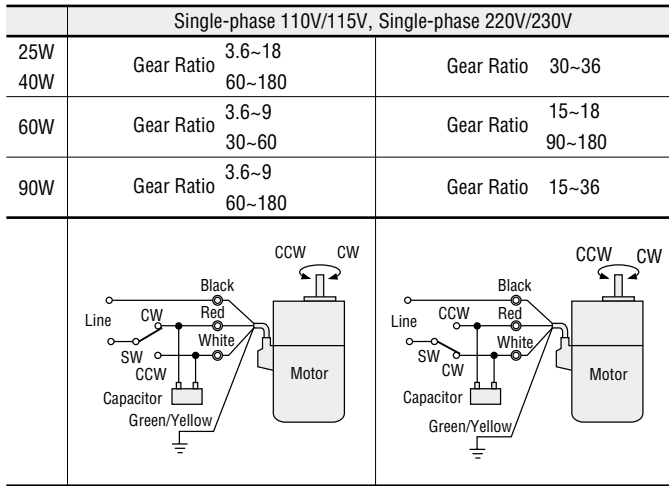 Single-phase 110V/115V, Single-phase 220V/230V
25W
40W
Gear Ratio
3.6~18
60~180
Gear Ratio 30~36
60W
Gear Ratio
3.6~9
30~60
Gear Ratio
15~18
90~180
90W
Gear Ratio
3.6~9
60~180
Gear Ratio 15~36
CCW CW
Black
Line
CW
Red
White
SW
CCW
Capacitor
Motor
Green/Yellow
CCW CW
Black
Line
CCW
Red
White
SW
CW
Capacitor
Motor
Green/Yellow